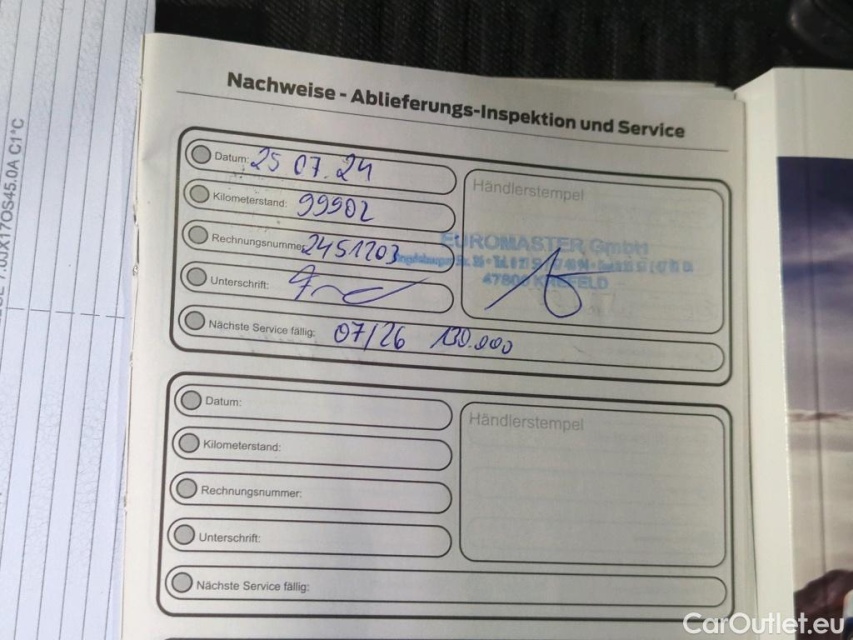 Nachweise - Ablieferungs-Inspektion und Service
Datum: 25 07. 24
Kilometerstand: 99902
Rechnungsnummer: 2451203
Unterschrift:
Nächste Service fällig: 07/26 130.000
Händlerstempel
EUROMASTER GmbH
47800 KREFELD
Datum:
Kilometerstand:
Rechnungsnummer:
Unterschrift:
Nächste Service fällig:
Händlerstempel
CarOutlet.eu